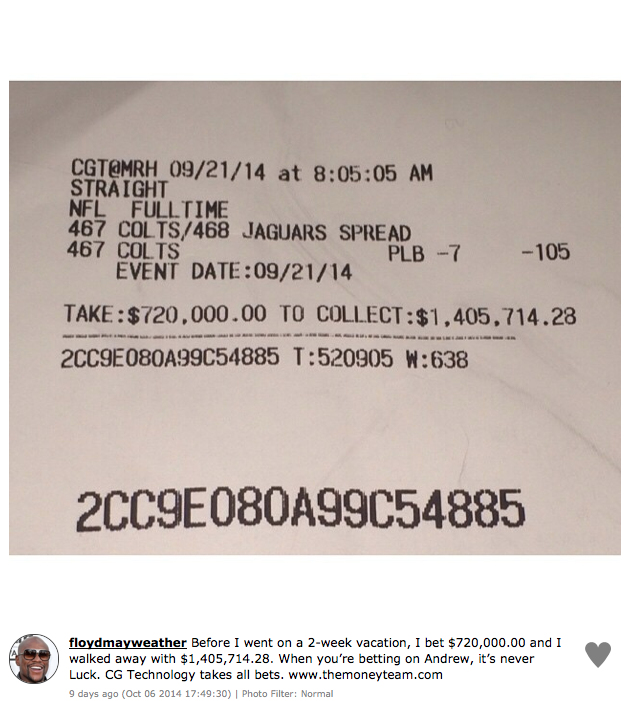 CGT@MRH 09/21/14 at 8:05:05 AM
STRAIGHT
NFL FULLTIME
467 COLTS/468 JAGUARS SPREAD
467 COLTS PLB -7 -105
EVENT DATE:09/21/14
TAKE:$720,000.00 TO COLLECT:$1,405,714.28
2CC9E080A99C54885 T:520905 W:638
2CC9E080A99C54885
floydmayweather Before I went on a 2-week vacation, I bet $720,000.00 and I
walked away with $1,405,714.28. When you’re betting on Andrew, it’s never
Luck. CG Technology takes all bets. www.themoneyteam.com
9 days ago (Oct 06 2014 17:49:30) | Photo Filter: Normal